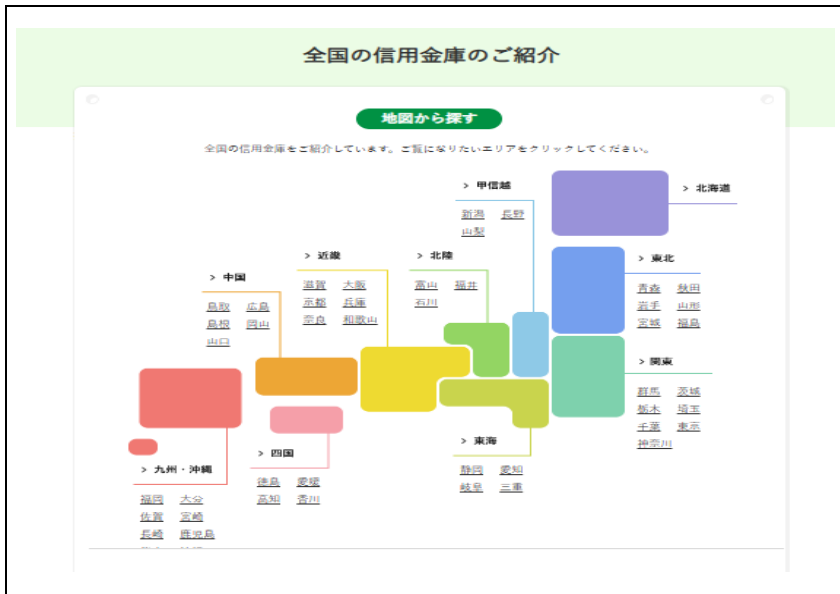 全国の信用金庫のご紹介
地図から探す
全国の信用金庫をご紹介しています。ご覧になりたいエリアをクリックしてください。
> 甲信越
新潟 長野
山梨
> 北海道
> 近畿
滋賀 大阪
京都 兵庫
奈良 和歌山
> 北陸
富山 福井
石川
> 東北
青森 秋田
岩手 山形
宮城 福島
> 中国
鳥取 広島
島根 岡山
山口
> 関東
群馬 茨城
栃木 埼玉
千葉 東京
神奈川
> 東海
静岡 愛知
岐阜 三重
> 四国
徳島 愛媛
高知 香川
> 九州・沖縄
福岡 大分
佐賀 宮崎
長崎 鹿児島